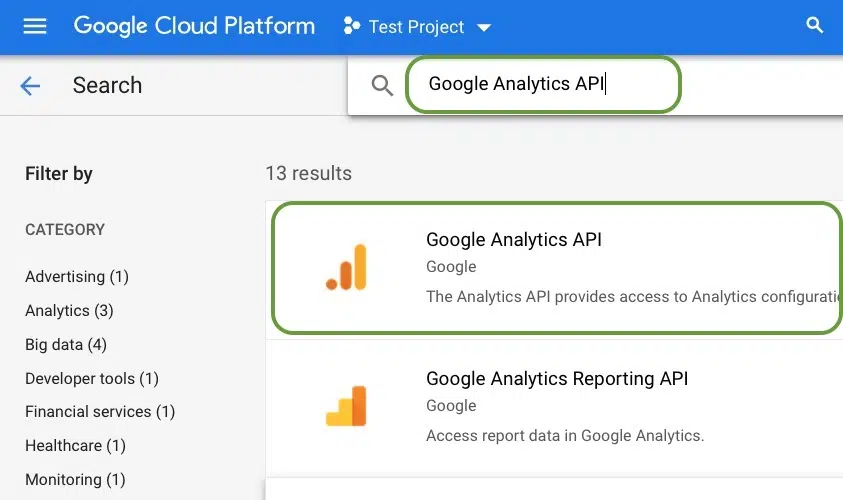 Google Cloud Platform
Test Project
Search
Google Analytics API
Filter by
13 results
CATEGORY
Advertising (1)
Analytics (3)
Big data (4)
Developer tools (1)
Financial services (1)
Healthcare (1)
Monitoring (1)
Google Analytics API
Google
The Analytics API provides access to Analytics configurati
Google Analytics Reporting API
Google
Access report data in Google Analytics.